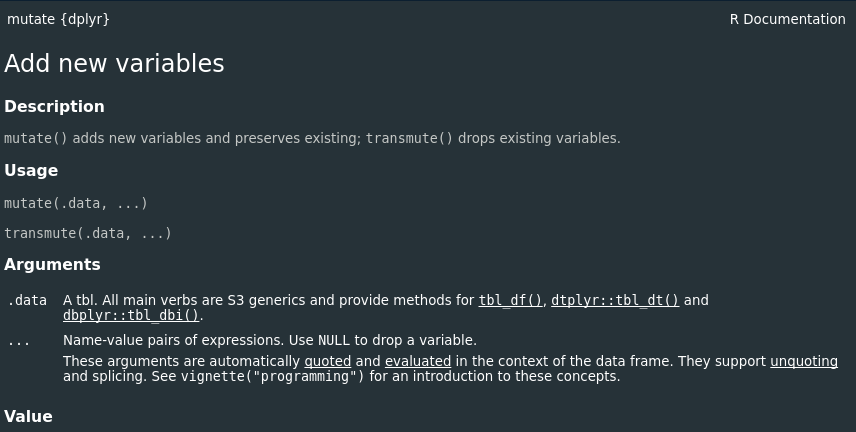 mutate {dplyr} R Documentation
Add new variables
Description
mutate() adds new variables and preserves existing; transmute() drops existing variables.
Usage
mutate(.data, ...)
transmute(.data, ...)
Arguments
.data A tbl. All main verbs are S3 generics and provide methods for tbl_df(), dtplyr::tbl_dt() and
dbplyr::tbl_dbi().
... Name-value pairs of expressions. Use NULL to drop a variable.
These arguments are automatically quoted and evaluated in the context of the data frame. They support unquoting
and splicing. See vignette("programming") for an introduction to these concepts.
Value